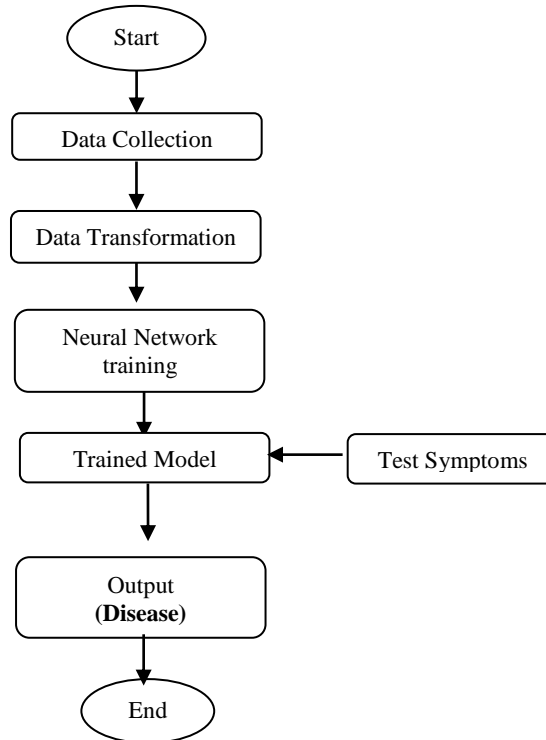 Start
Data Collection
Data Transformation
Neural Network
training
Trained Model
Test Symptoms
Output
(Disease)
End